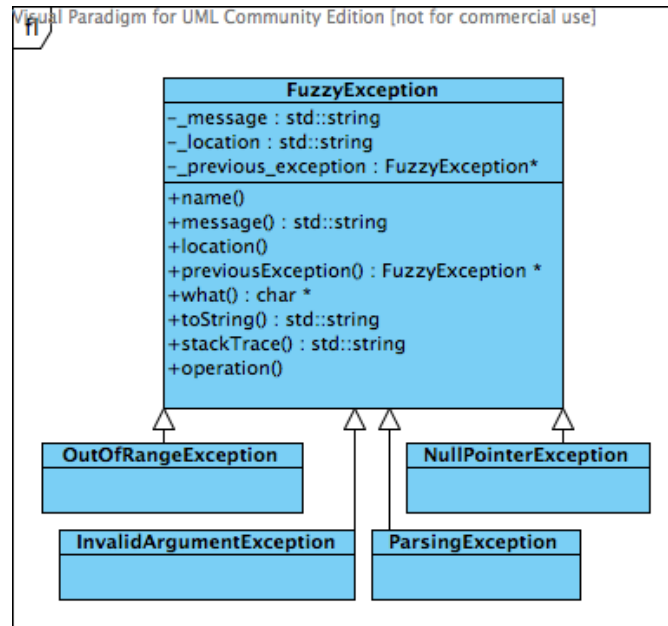 Visual Paradigm for UML Community Edition [not for commercial use]
fl
FuzzyException
-_message : std::string
-_location : std::string
-_previous_exception : FuzzyException*
+name()
+message() : std::string
+location()
+previousException() : FuzzyException *
+what() : char *
+toString() : std::string
+stackTrace() : std::string
+operation()
OutOfRangeException
NullPointerException
InvalidArgumentException
ParsingException